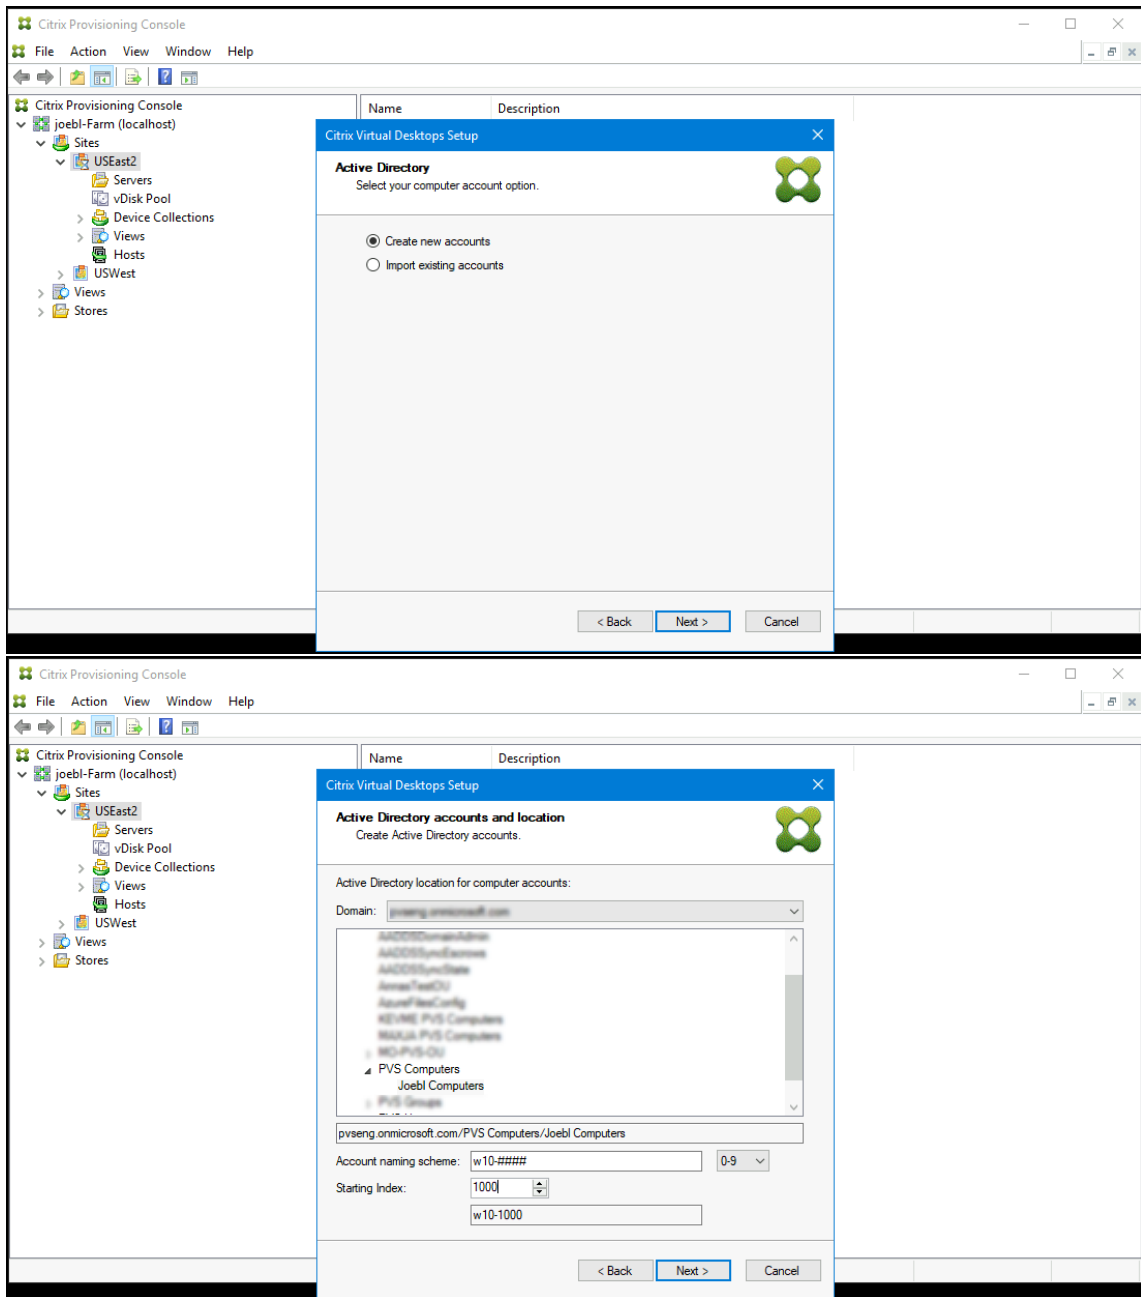 Citrix Provisioning Console
File Action View Window Help
Citrix Provisioning Console
joebl-Farm (localhost)
Sites
USEast2
Servers
vDisk Pool
Device Collections
Views
Hosts
USWest
Views
Stores
Name Description
Citrix Virtual Desktops Setup
Active Directory
Select your computer account option.
Create new accounts
Import existing accounts
< Back Next > Cancel
Citrix Provisioning Console
File Action View Window Help
Citrix Provisioning Console
joebl-Farm (localhost)
Sites
USEast2
Servers
vDisk Pool
Device Collections
Views
Hosts
USWest
Views
Stores
Name Description
Citrix Virtual Desktops Setup
Active Directory accounts and location
Create Active Directory accounts.
Active Directory location for computer accounts:
Domain:
PVS Computers
Joebl Computers
pvseng.onmicrosoft.com/PVS Computers/Joebl Computers
Account naming scheme: w10-#### 0-9
Starting Index: 1000
w10-1000
< Back Next > Cancel